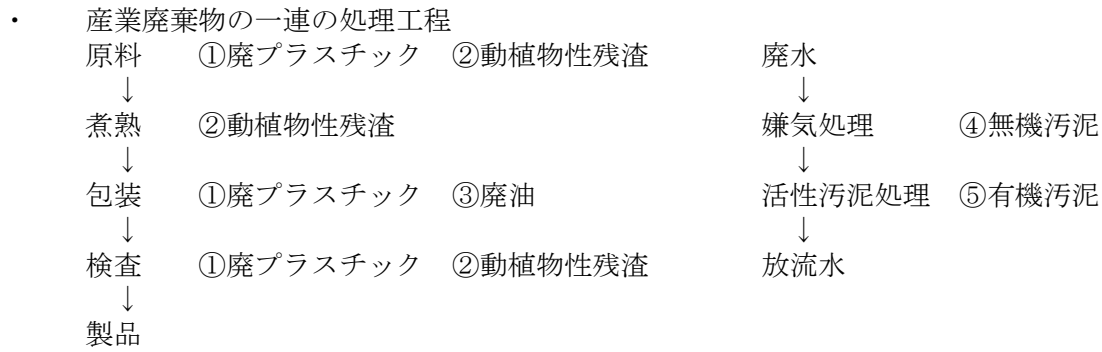 ・　産業廃棄物の一連の処理工程
原料　①廃プラスチック　②動植物性残渣　廃水
↓　↓
煮熟　②動植物性残渣　嫌気処理　④無機汚泥
↓　↓
包装　①廃プラスチック　③廃油　活性汚泥処理　⑤有機汚泥
↓　↓
検査　①廃プラスチック　②動植物性残渣　放流水
↓
製品